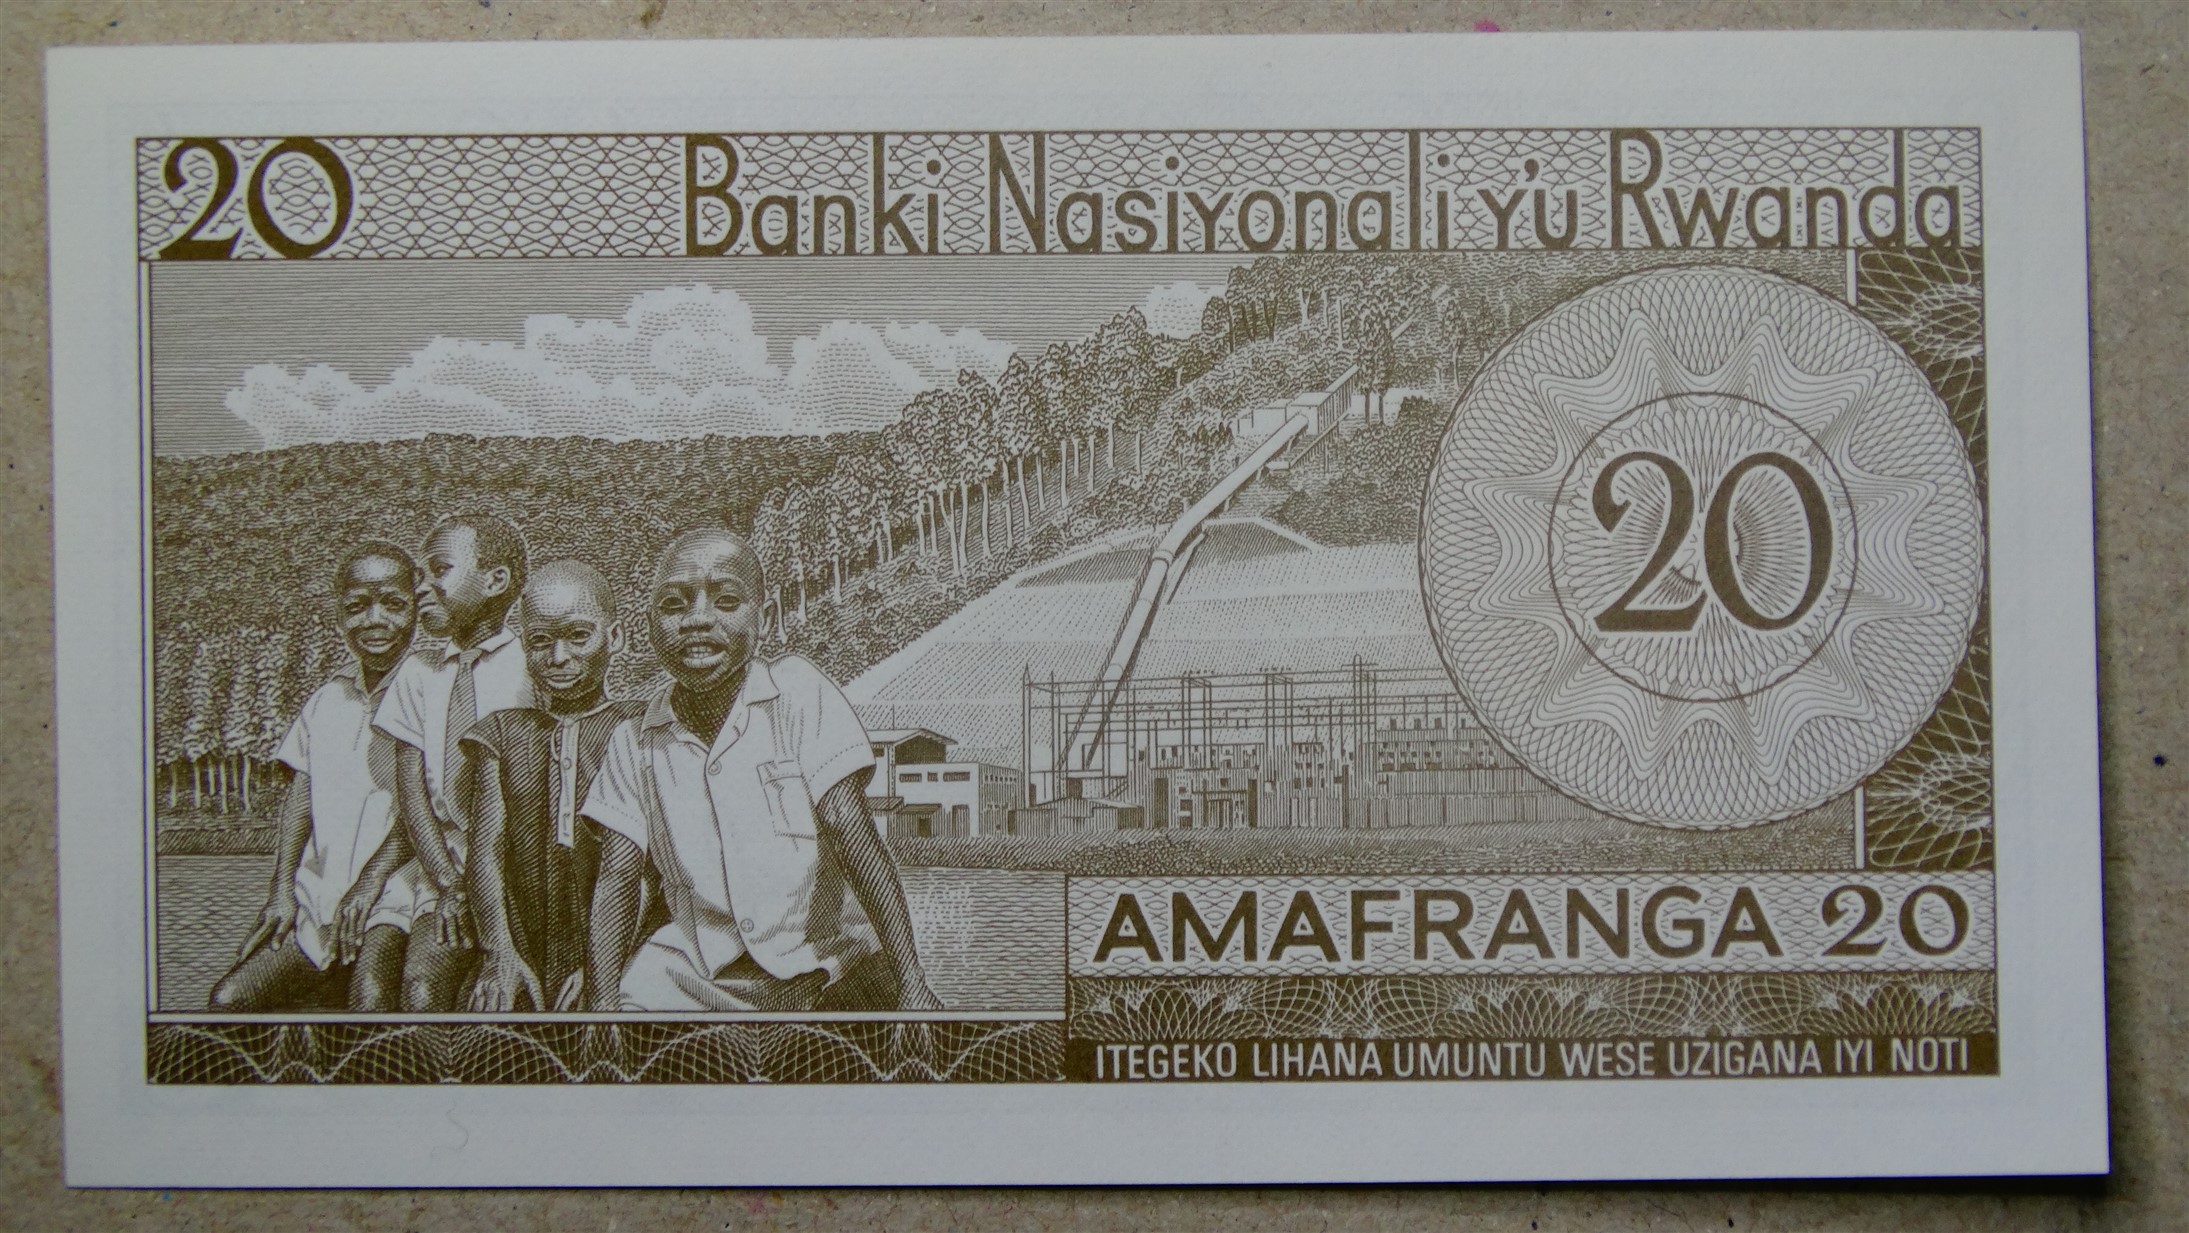 20 Banki Nasiyonali y'u Rwanda
20
AMAFRANGA 20
ITEGEKO LIHANA UMUNTU WESE UZIGANA IYI NOTI